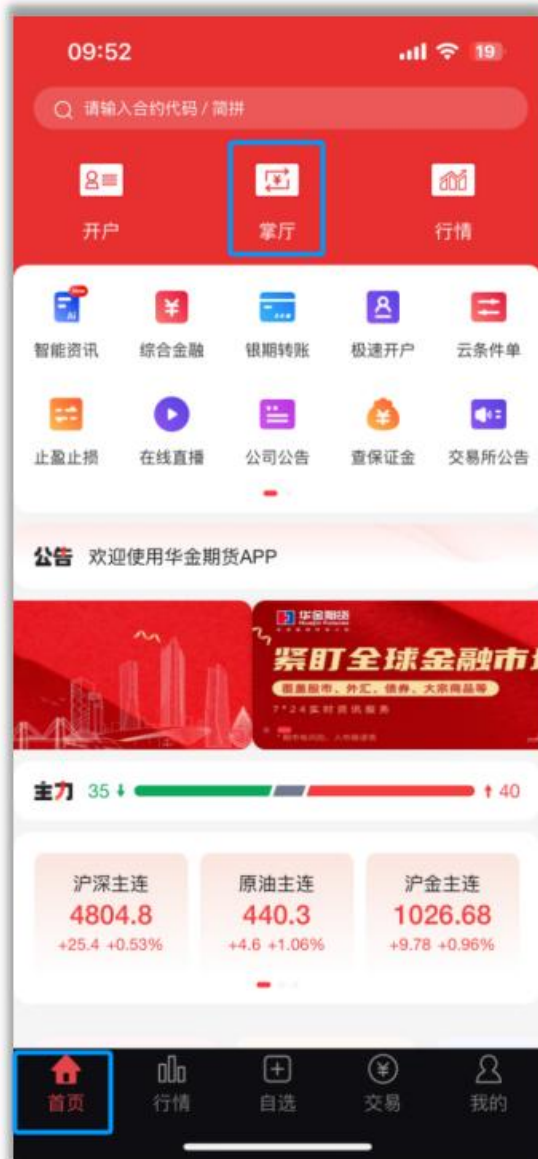 09:52
19
请输入合约代码 / 简拼
开户
掌厅
行情
New
Ai
智能资讯
综合金融
银期转账
极速开户
云条件单
止盈止损
在线直播
公司公告
查保证金
交易所公告
公告 欢迎使用华金期货APP
华金期货
紧盯全球金融市
覆盖股市、外汇、债券、大宗商品等
7*24实时资讯服务
主力 35 ↓ ↑ 40
沪深主连
4804.8
+25.4 +0.53%
原油主连
440.3
+4.6 +1.06%
沪金主连
1026.68
+9.78 +0.96%
首页
行情
自选
交易
我的